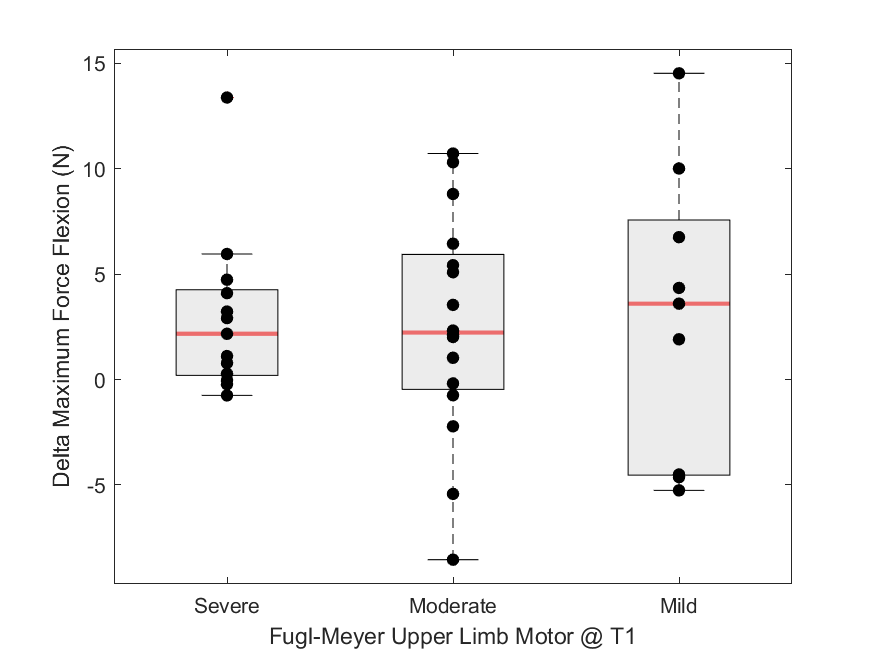 Delta Maximum Force Flexion (N)
15
10
5
0
-5
Severe Moderate Mild
Fugl-Meyer Upper Limb Motor @ T1